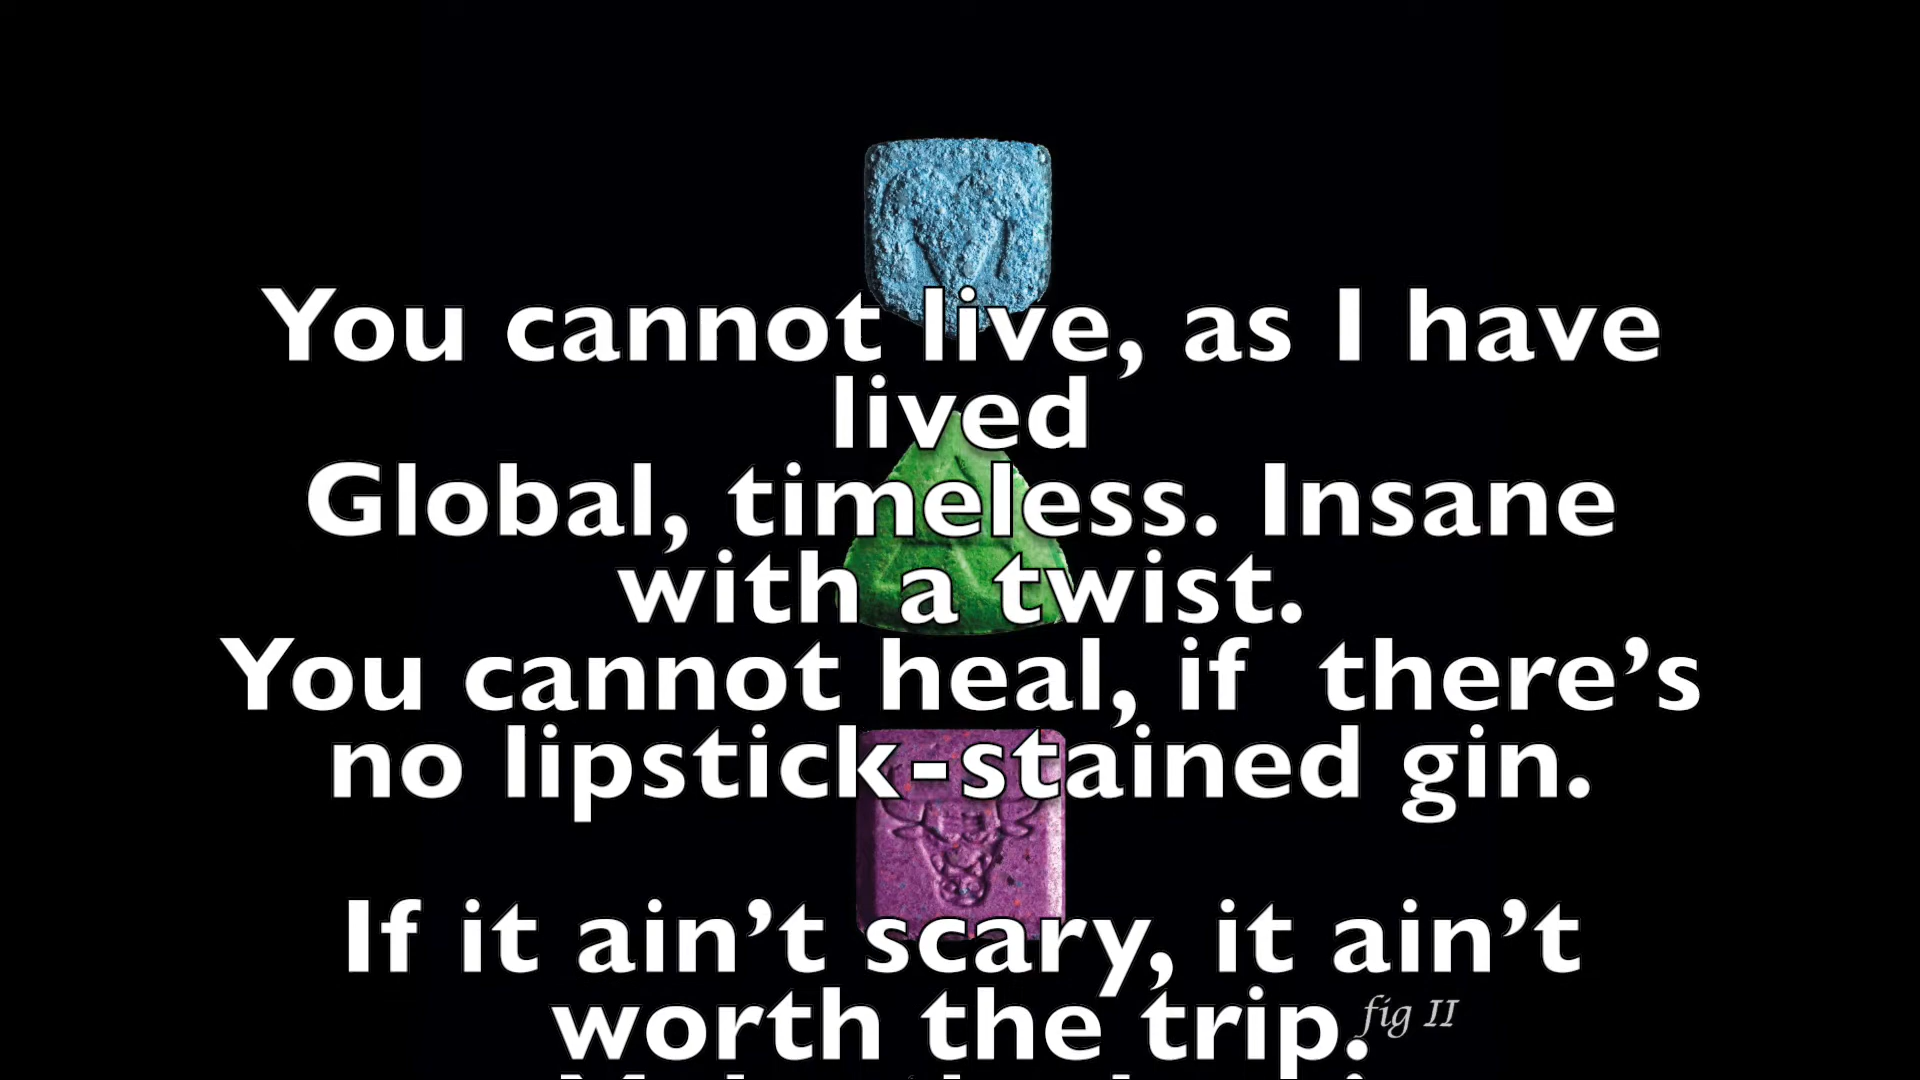 You cannot live, as I have
lived
Global, timeless. Insane
with a twist.
You cannot heal, if  there’s
no lipstick-stained gin.
If it ain’t scary, it ain’t
worth the trip.
fig II